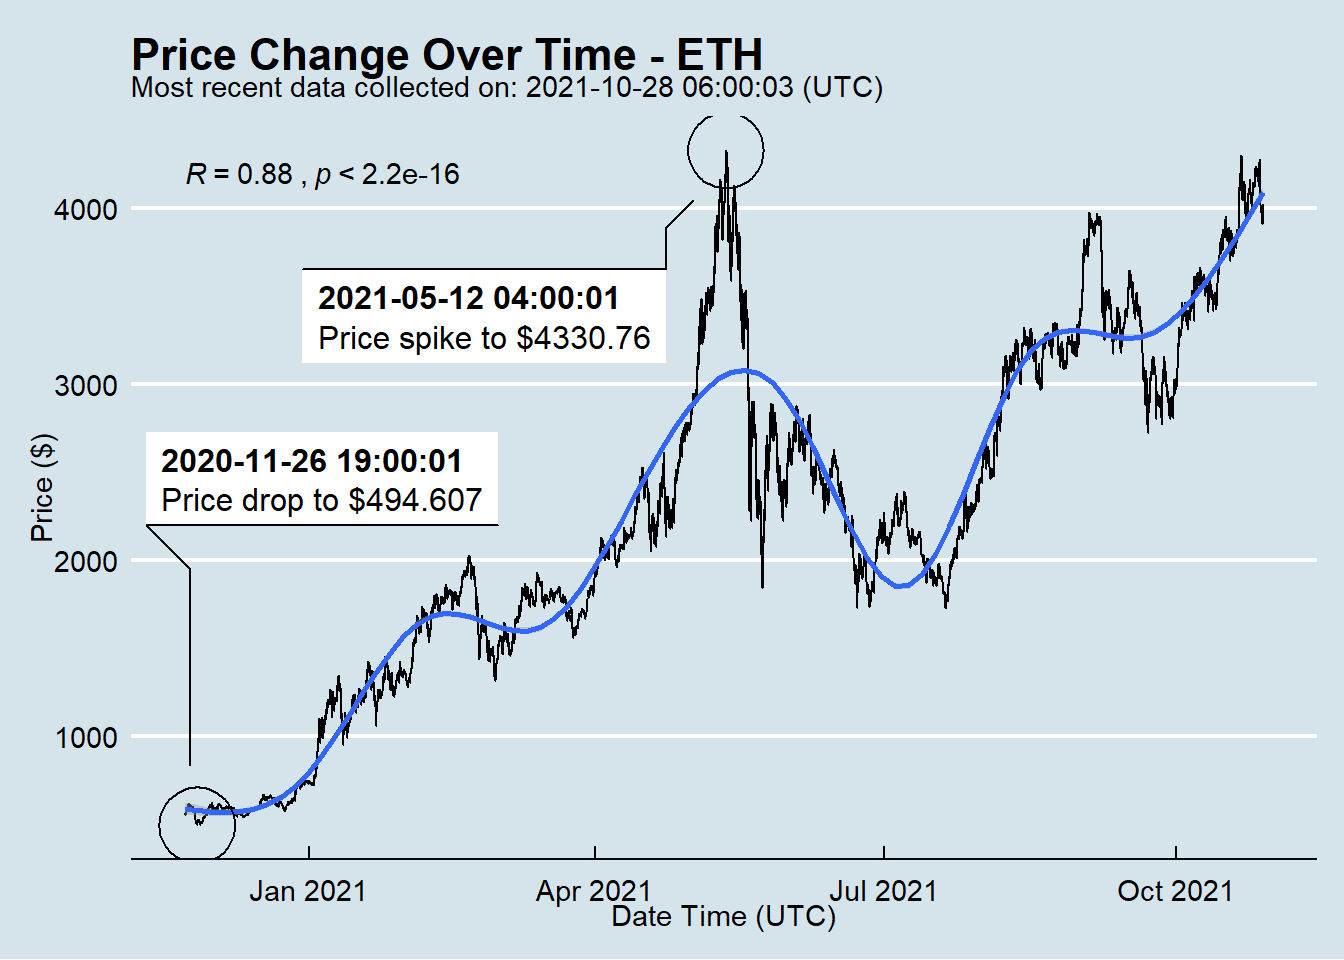 Price Change Over Time - ETH
Most recent data collected on: 2021-10-28 06:00:03 (UTC)
R = 0.88 , p < 2.2e-16
4000
2021-05-12 04:00:01
Price spike to $4330.76
3000
2020-11-26 19:00:01
Price drop to $494.607
Price ($)
2000
1000
Jan 2021
Apr 2021
Jul 2021
Oct 2021
Date Time (UTC)